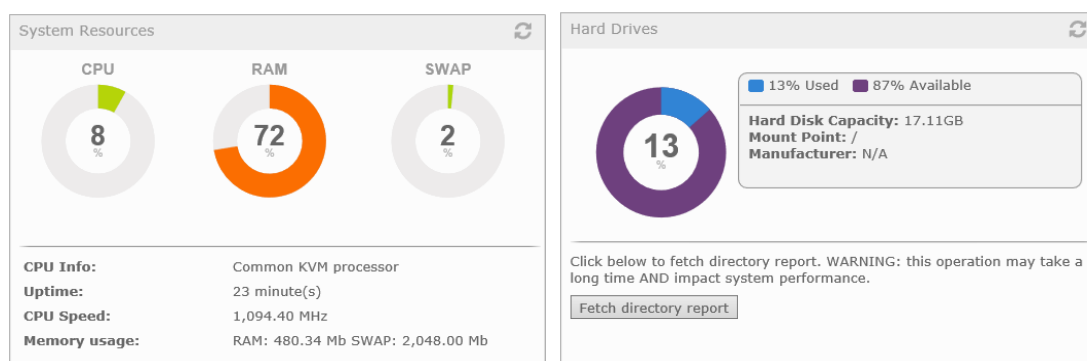 System Resources
CPU RAM SWAP
8 72 2
% % %
CPU Info: Common KVM processor
Uptime: 23 minute(s)
CPU Speed: 1,094.40 MHz
Memory usage: RAM: 480.34 Mb SWAP: 2,048.00 Mb
Hard Drives
13% Used 87% Available
13
%
Hard Disk Capacity: 17.11GB
Mount Point: /
Manufacturer: N/A
Click below to fetch directory report. WARNING: this operation may take a
long time AND impact system performance.
Fetch directory report